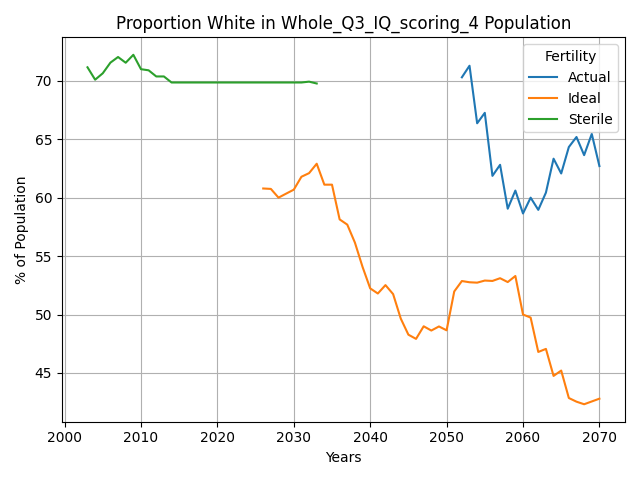 Proportion White in Whole_Q3_IQ_scoring_4 Population
Fertility
Actual
Ideal
Sterile
% of Population
70
65
60
55
50
45
2000 2010 2020 2030 2040 2050 2060 2070
Years